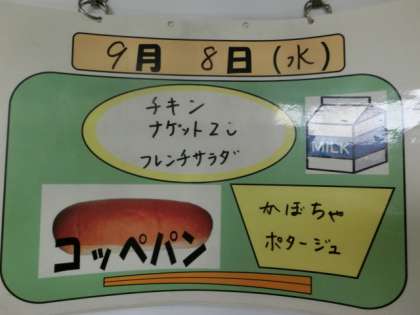 9月 8日(水)
チキン
ナゲット2こ
フレンチサラダ
MILK
コッペパン
かぼちゃ
ポタージュ